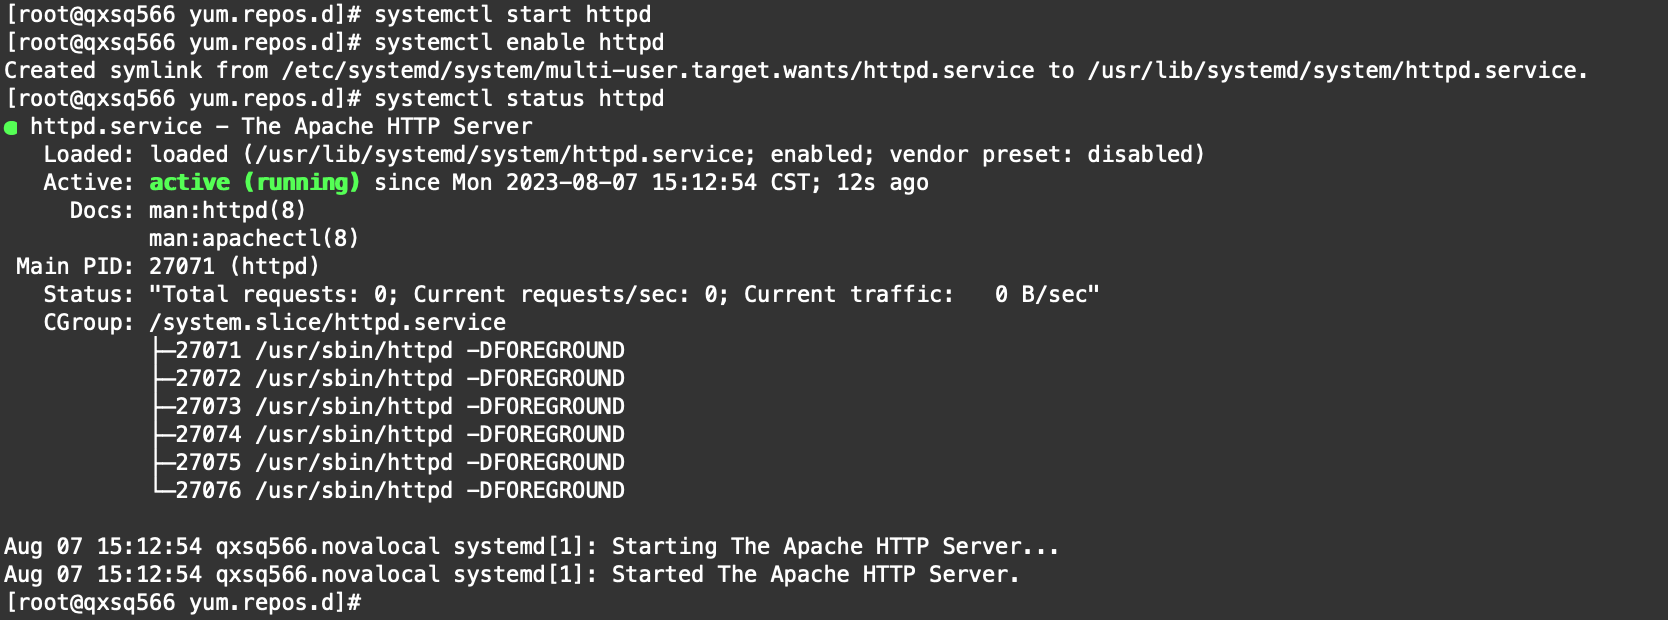 [root@qxsq566 yum.repos.d]# systemctl start httpd
[root@qxsq566 yum.repos.d]# systemctl enable httpd
Created symlink from /etc/systemd/system/multi-user.target.wants/httpd.service to /usr/lib/systemd/system/httpd.service.
[root@qxsq566 yum.repos.d]# systemctl status httpd
● httpd.service - The Apache HTTP Server
   Loaded: loaded (/usr/lib/systemd/system/httpd.service; enabled; vendor preset: disabled)
   Active: active (running) since Mon 2023-08-07 15:12:54 CST; 12s ago
     Docs: man:httpd(8)
           man:apachectl(8)
 Main PID: 27071 (httpd)
   Status: "Total requests: 0; Current requests/sec: 0; Current traffic:   0 B/sec"
   CGroup: /system.slice/httpd.service
           ├─27071 /usr/sbin/httpd -DFOREGROUND
           ├─27072 /usr/sbin/httpd -DFOREGROUND
           ├─27073 /usr/sbin/httpd -DFOREGROUND
           ├─27074 /usr/sbin/httpd -DFOREGROUND
           ├─27075 /usr/sbin/httpd -DFOREGROUND
           └─27076 /usr/sbin/httpd -DFOREGROUND

Aug 07 15:12:54 qxsq566.novalocal systemd[1]: Starting The Apache HTTP Server...
Aug 07 15:12:54 qxsq566.novalocal systemd[1]: Started The Apache HTTP Server.
[root@qxsq566 yum.repos.d]#